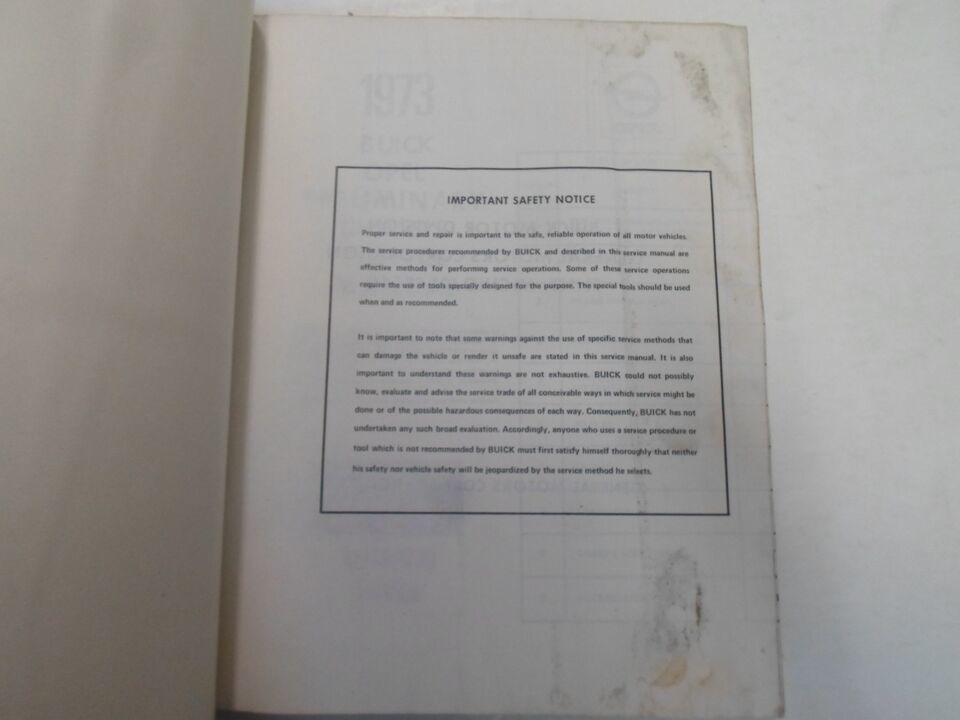 1973
BUICK
OPEL
IMPORTANT SAFETY NOTICE
Proper service and repair is important to the safe, reliable operation of all motor vehicles.
The service procedures recommended by BUICK and described in this service manual are
effective methods for performing service operations. Some of these service operations
require the use of tools specially designed for the purpose. The special tools should be used
when and as recommended.
It is important to note that some warnings against the use of specific service methods that
can damage the vehicle or render it unsafe are stated in this service manual. It is also
important to understand these warnings are not exhaustive. BUICK could not possibly
know, evaluate and advise the service trade of all conceivable ways in which service might be
done or of the possible hazardous consequences of each way. Consequently, BUICK has not
undertaken any such broad evaluation. Accordingly, anyone who uses a service procedure or
tool which is not recommended by BUICK must first satisfy himself thoroughly that neither
his safety nor vehicle safety will be jeopardized by the service method he selects.